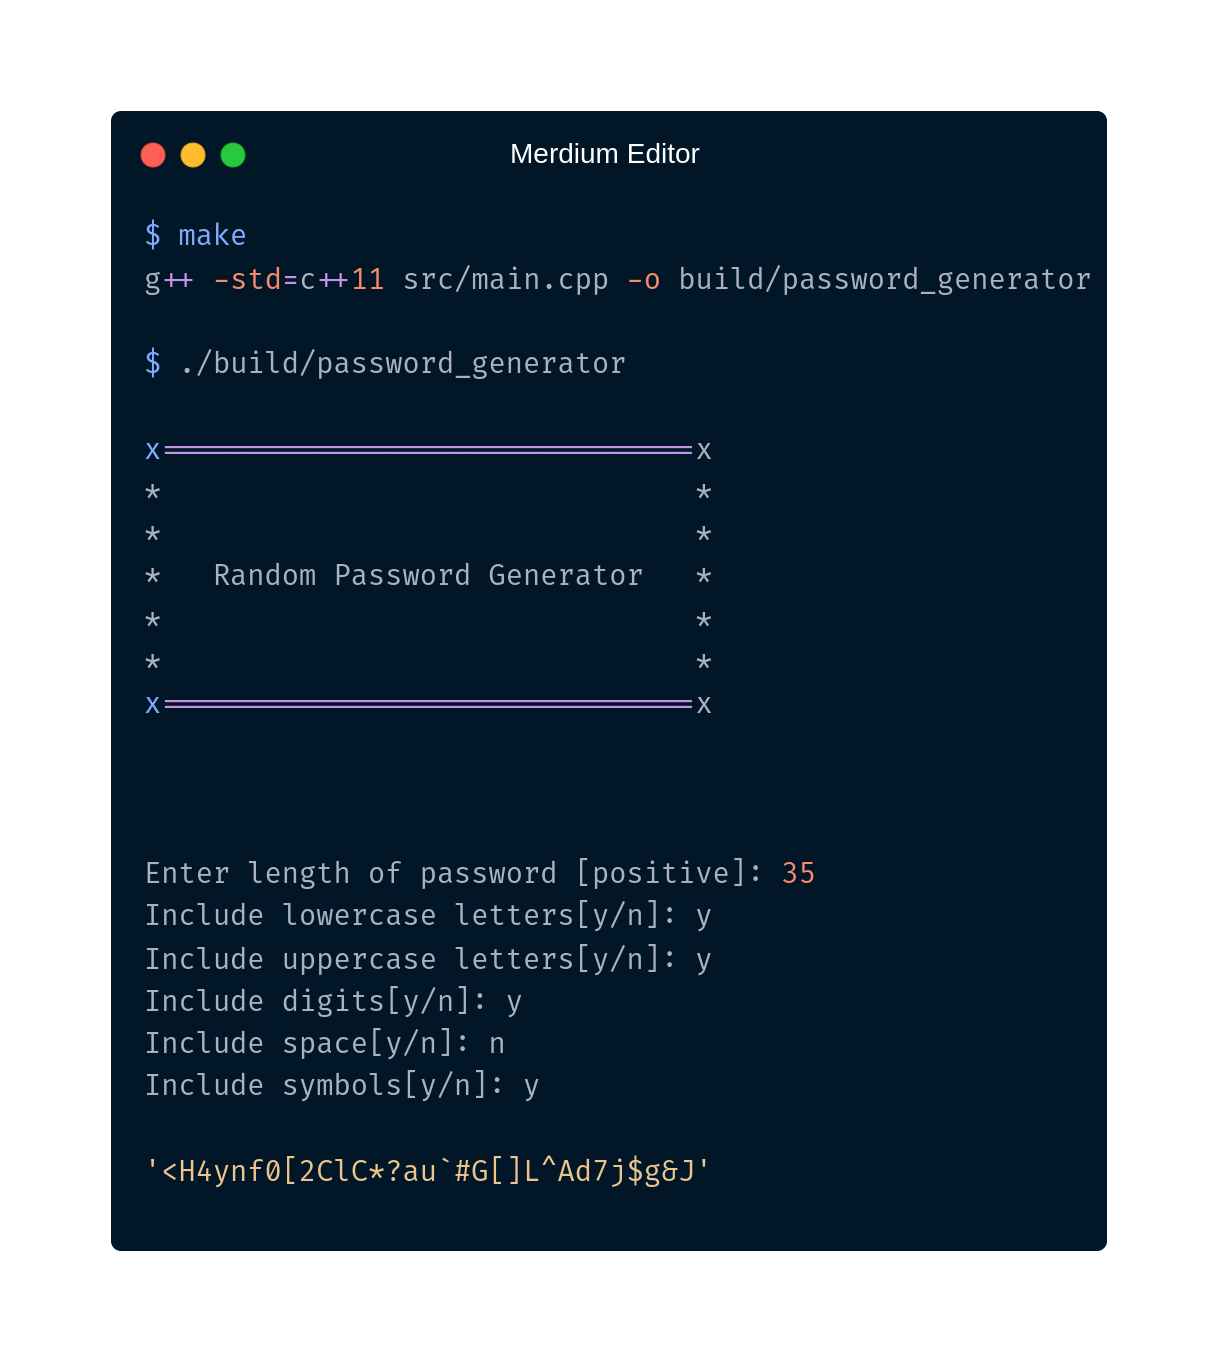 Merdium Editor
$ make
g++ -std=c++11 src/main.cpp -o build/password_generator
$ ./build/password_generator
x===============================x
*                               *
*                               *
*   Random Password Generator   *
*                               *
*                               *
x===============================x
Enter length of password [positive]: 35
Include lowercase letters[y/n]: y
Include uppercase letters[y/n]: y
Include digits[y/n]: y
Include space[y/n]: n
Include symbols[y/n]: y
'<H4ynf0[2ClC*?au`#G[]L^Ad7j$g&J'